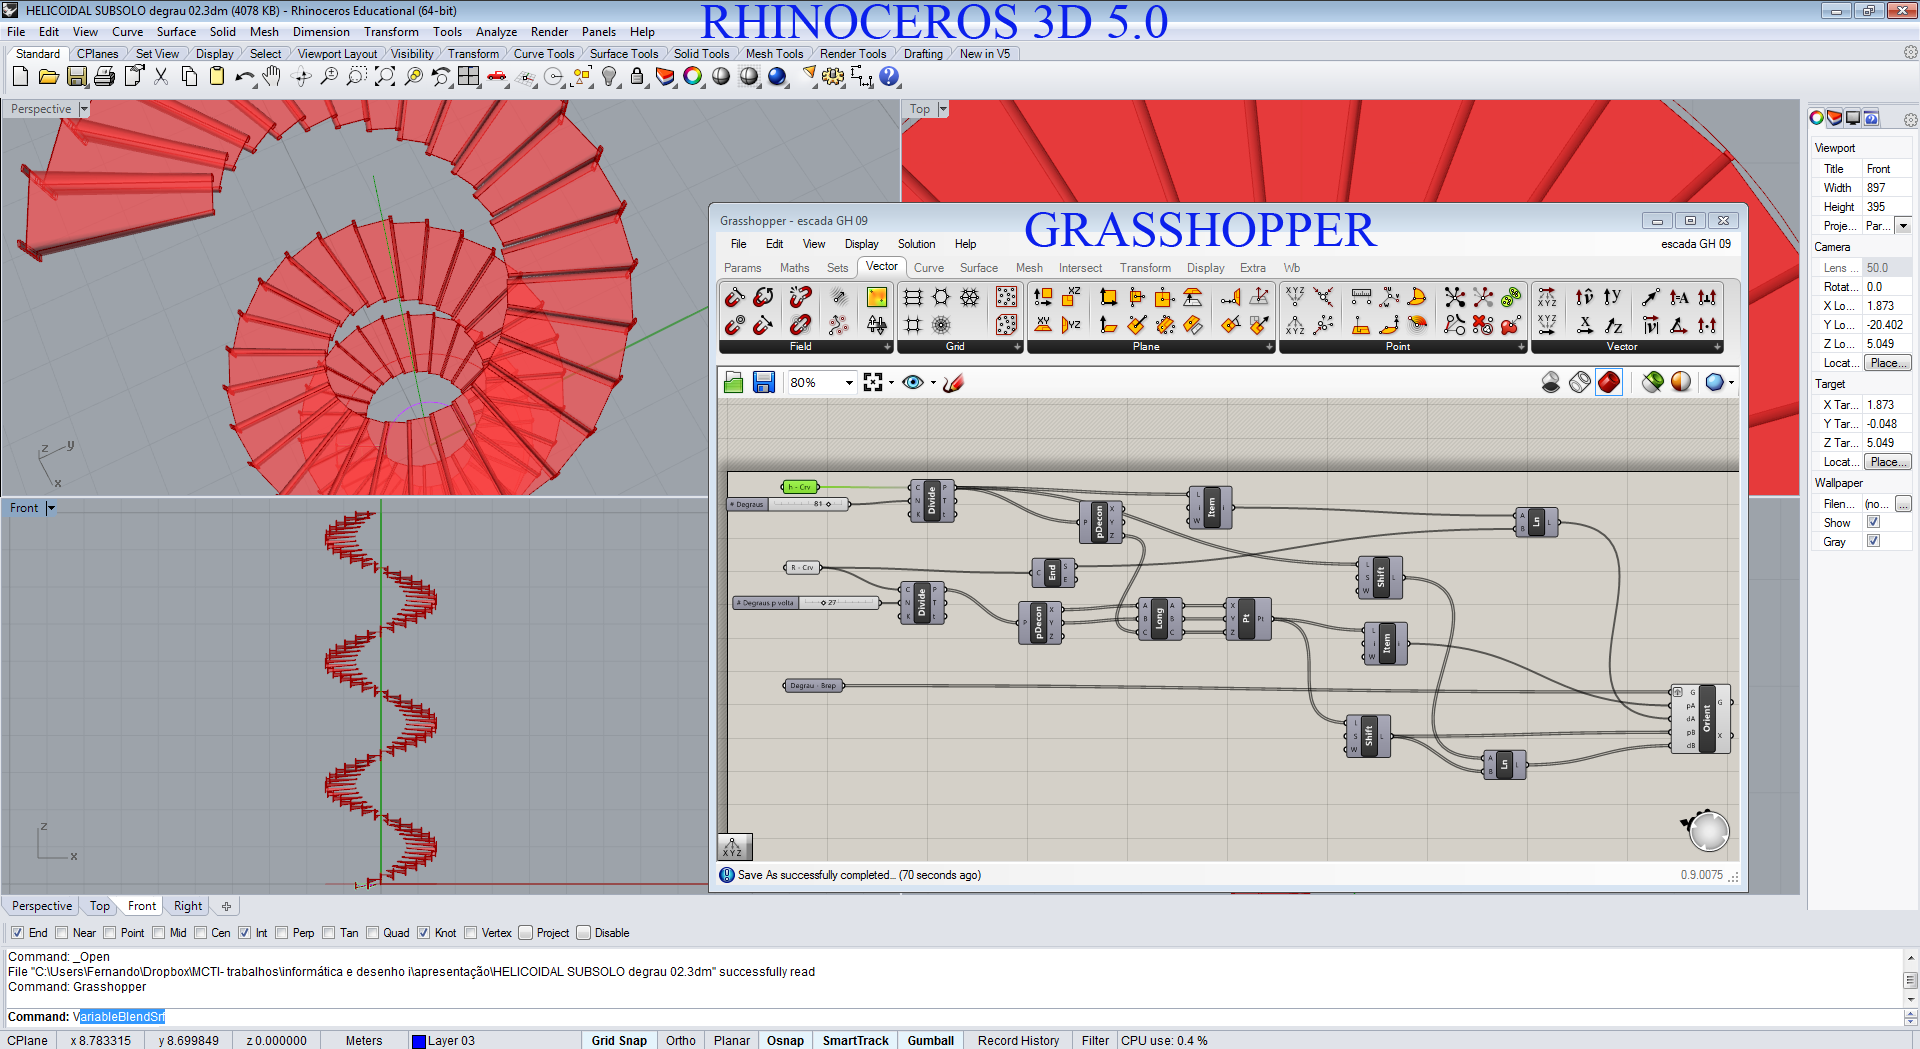 HELICOIDAL SUBSOLO degrau 02.3dm (4078 KB) - Rhinoceros Educational (64-bit)
RHINOCEROS 3D 5.0
File Edit View Curve Surface Solid Mesh Dimension Transform Tools Analyze Render Panels Help
Standard CPlanes Set View Display Select Viewport Layout Visibility Transform Curve Tools Surface Tools Solid Tools Mesh Tools Render Tools Drafting New in V5
Perspective
Top
Viewport
Title Front
Width 897
Height 395
Proje... Par...
Camera
Lens ... 50.0
Rotat... 0.0
X Lo... 1.873
Y Lo... -20.402
Z Lo... 5.049
Locat... Place...
Target
X Tar... 1.873
Y Tar... -0.048
Z Tar... 5.049
Locat... Place...
Wallpaper
Filen... (no... ...
Show
Gray
Grasshopper - escada GH 09
GRASSHOPPER
File Edit View Display Solution Help
escada GH 09
Params Maths Sets Vector Curve Surface Mesh Intersect Transform Display Extra Wb
Field Grid Plane Point Vector
80%
h - Crv
# Degraus 81
C N K Divide P T t
P pDecon X Y Z
L i W Item i
A B Ln L
R - Crv
C End S E
L S W Shift L
# Degraus p volta 27
C N K Divide P T t
P pDecon X Y Z
A B C Long A B C
X Y Z Pt Pt
L i W Item i
Degrau - Brep
G pA dA pB dB Orient G X
L S W Shift L
A B Ln L
XYZ
Save As successfully completed... (70 seconds ago)
0.9.0075
z y x
Front
z x
Perspective Top Front Right
End Near Point Mid Cen Int Perp Tan Quad Knot Vertex Project Disable
Command: _Open
File "C:\Users\Fernando\Dropbox\MCTI- trabalhos\informática e desenho i\apresentação\HELICOIDAL SUBSOLO degrau 02.3dm" successfully read
Command: Grasshopper
Command: VariableBlendSrf
CPlane x 8.783315 y 8.699849 z 0.000000 Meters Layer 03 Grid Snap Ortho Planar Osnap SmartTrack Gumball Record History Filter CPU use: 0.4 %